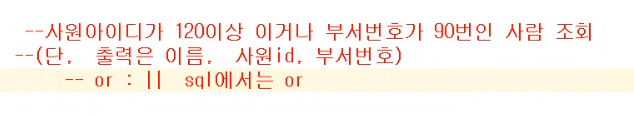 --사원아이디가 120이상 이거나 부서번호가 90번인 사람 조회
--(단, 출력은 이름, 사원id, 부서번호)
-- or : || sql에서는 or